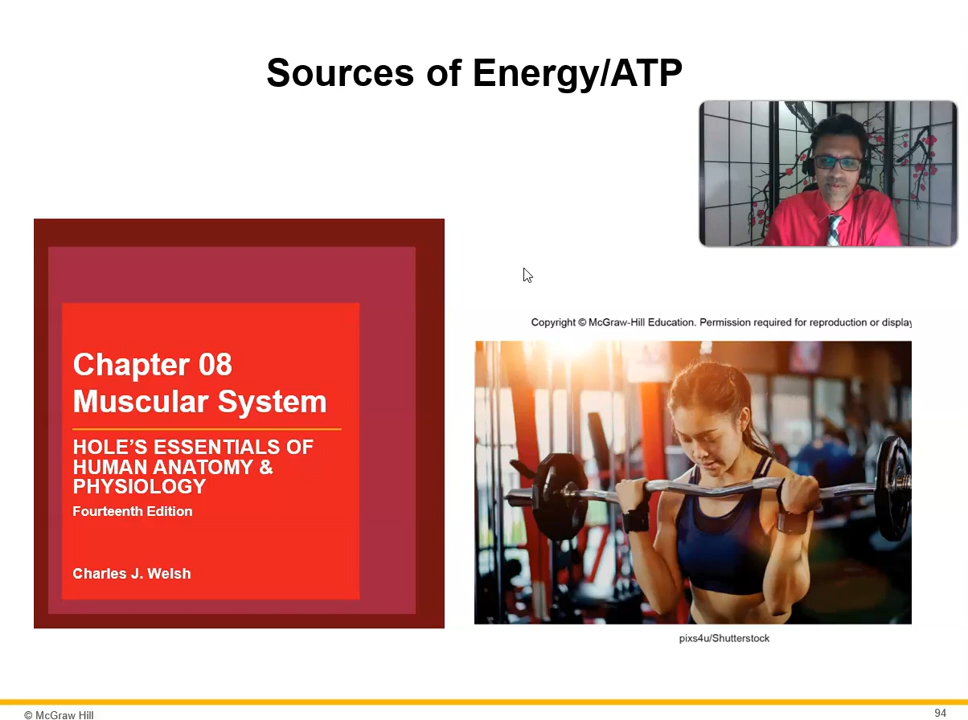 Sources of Energy/ATP
Chapter 08
Muscular System
HOLE’S ESSENTIALS OF
HUMAN ANATOMY &
PHYSIOLOGY
Fourteenth Edition
Charles J. Welsh
Copyright © McGraw-Hill Education. Permission required for reproduction or display
pixs4u/Shutterstock
© McGraw Hill
94